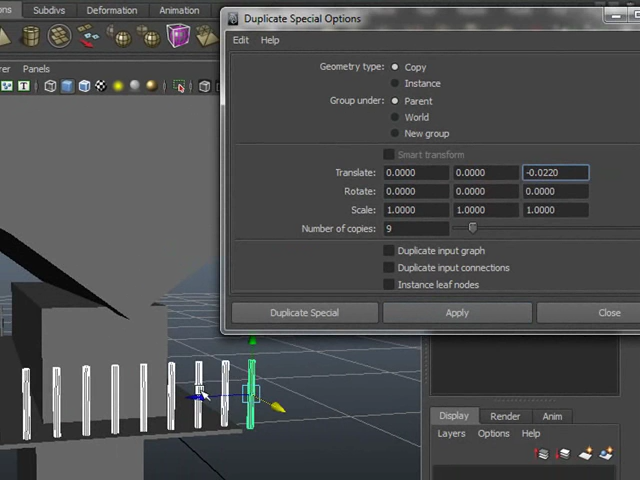 ons Subdivs Deformation Animation
Duplicate Special Options
Edit Help
er Panels
T
Geometry type: Copy
Instance
Group under: Parent
World
New group
Smart transform
Translate: 0.0000 0.0000 -0.0220
Rotate: 0.0000 0.0000 0.0000
Scale: 1.0000 1.0000 1.0000
Number of copies: 9
Duplicate input graph
Duplicate input connections
Instance leaf nodes
Duplicate Special Apply Close
Display Render Anim
Layers Options Help